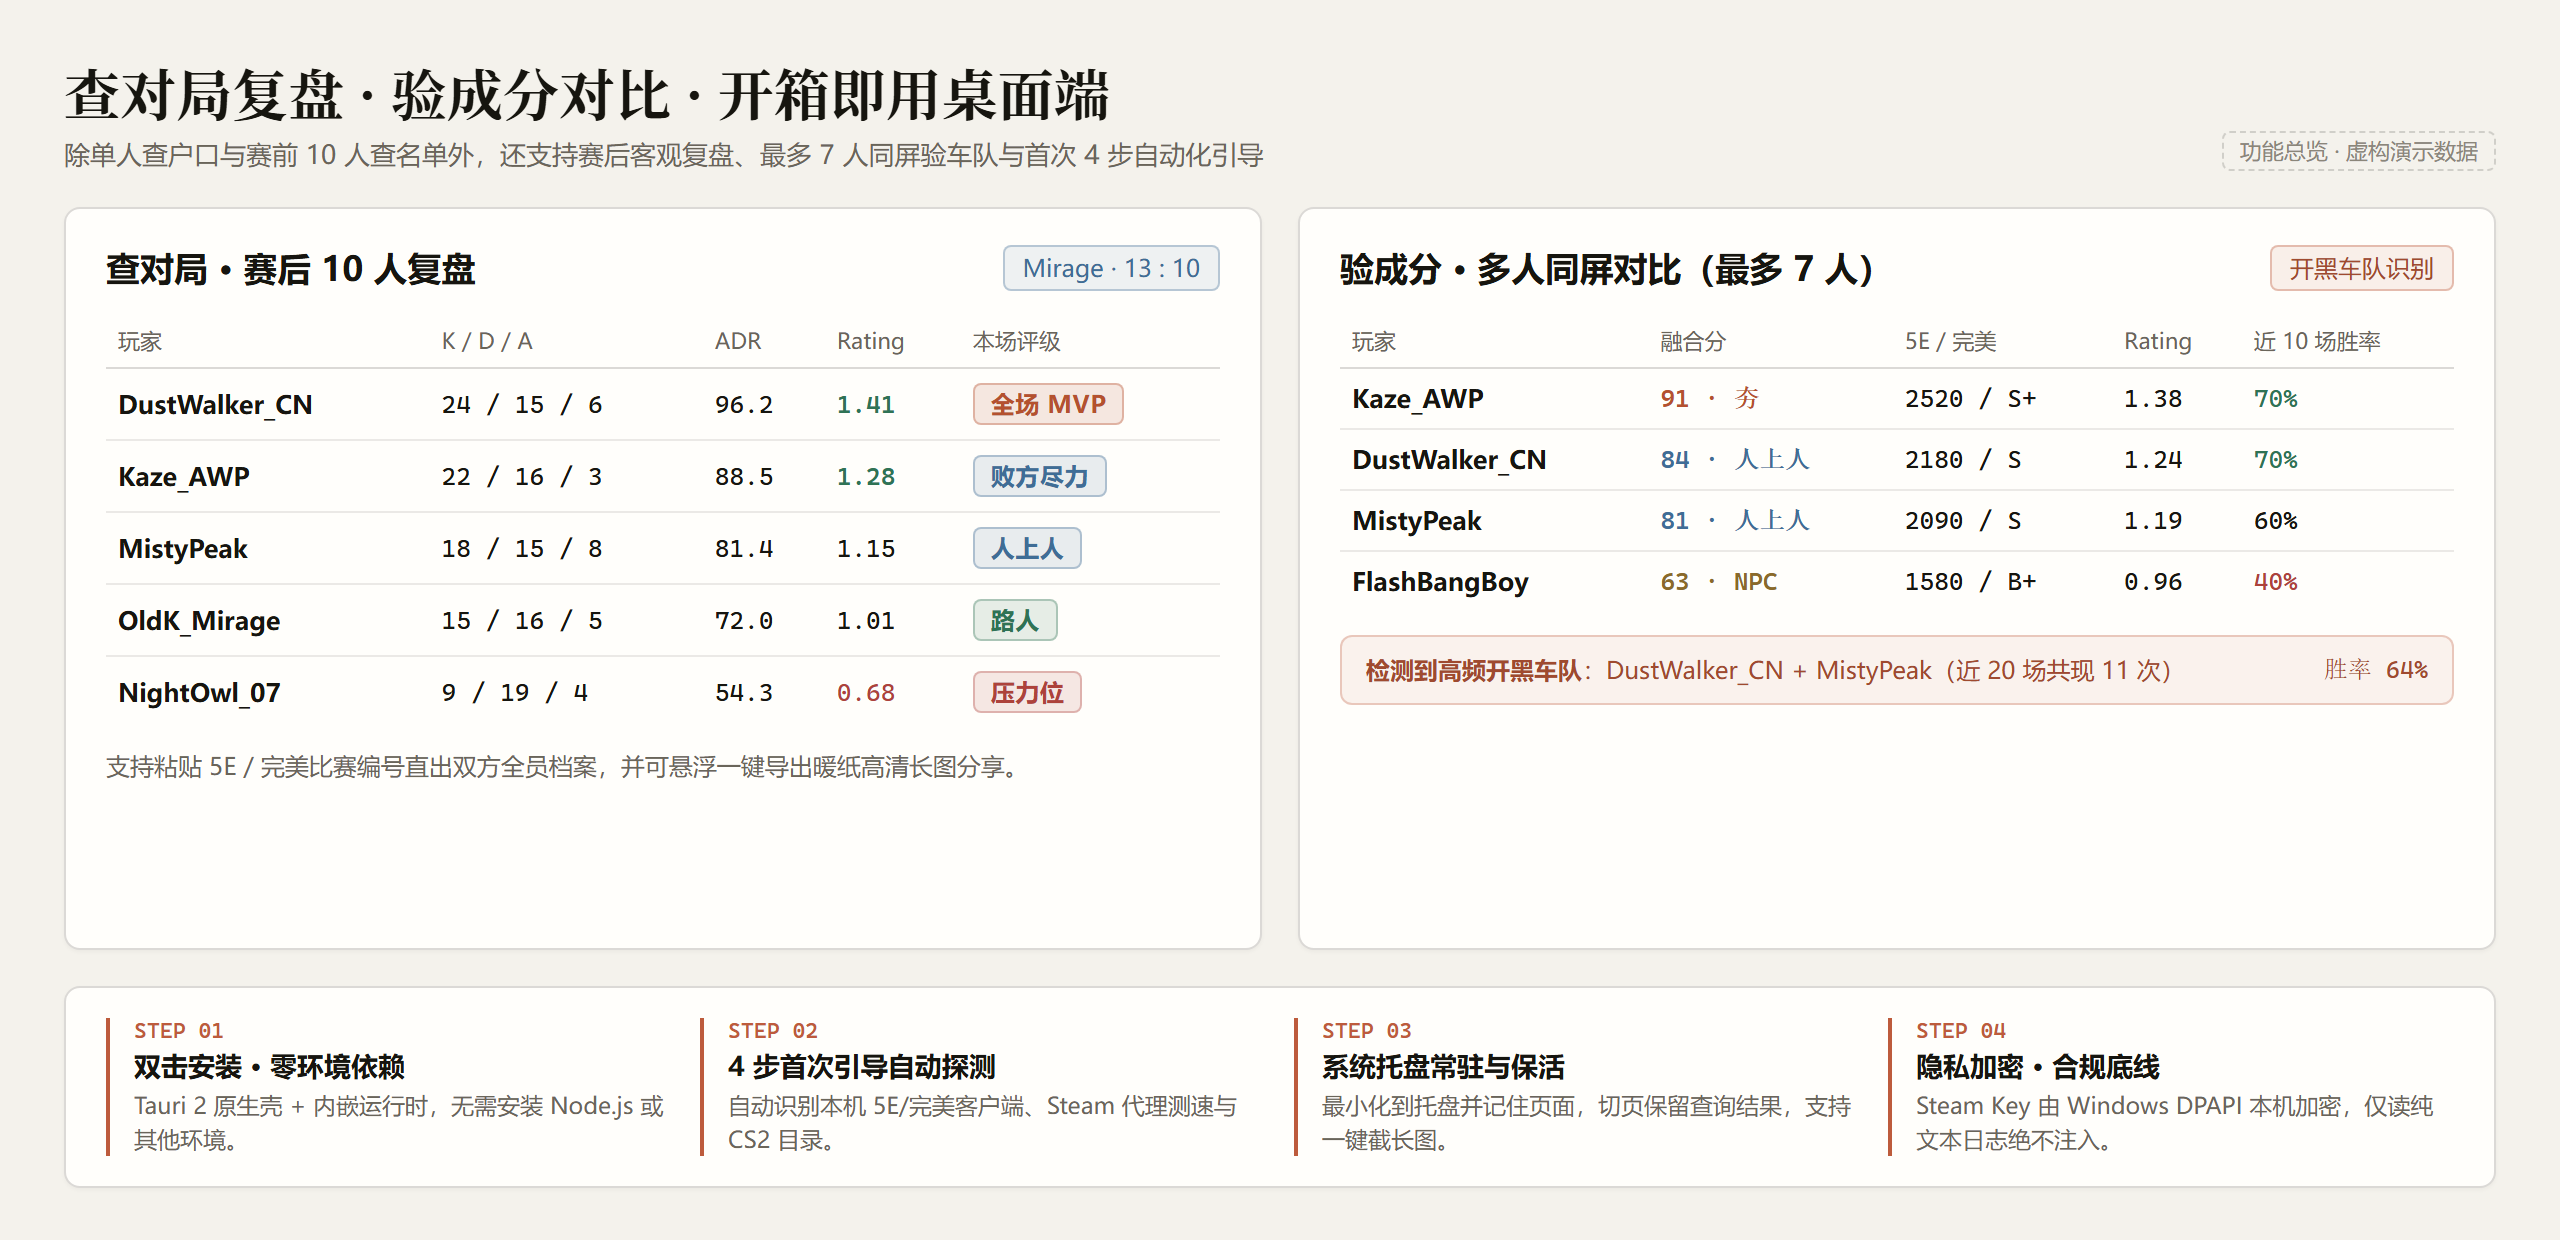 查对局复盘 · 验成分对比 · 开箱即用桌面端
除单人查户口与赛前 10 人查名单外，还支持赛后客观复盘、最多 7 人同屏验车队与首次 4 步自动化引导
功能总览 · 虚构演示数据
查对局 • 赛后 10 人复盘
Mirage · 13 : 10
玩家 K / D / A ADR Rating 本场评级
DustWalker_CN 24 / 15 / 6 96.2 1.41 全场 MVP
Kaze_AWP 22 / 16 / 3 88.5 1.28 败方尽力
MistyPeak 18 / 15 / 8 81.4 1.15 人上人
OldK_Mirage 15 / 16 / 5 72.0 1.01 路人
NightOwl_07 9 / 19 / 4 54.3 0.68 压力位
支持粘贴 5E / 完美比赛编号直出双方全员档案，并可悬浮一键导出暖纸高清长图分享。
验成分 • 多人同屏对比（最多 7 人）
开黑车队识别
玩家 融合分 5E / 完美 Rating 近 10 场胜率
Kaze_AWP 91 · 夯 2520 / S+ 1.38 70%
DustWalker_CN 84 · 人上人 2180 / S 1.24 70%
MistyPeak 81 · 人上人 2090 / S 1.19 60%
FlashBangBoy 63 · NPC 1580 / B+ 0.96 40%
检测到高频开黑车队：DustWalker_CN + MistyPeak（近 20 场共现 11 次） 胜率 64%
STEP 01
双击安装 • 零环境依赖
Tauri 2 原生壳 + 内嵌运行时，无需安装 Node.js 或
其他环境。
STEP 02
4 步首次引导自动探测
自动识别本机 5E/完美客户端、Steam 代理测速与
CS2 目录。
STEP 03
系统托盘常驻与保活
最小化到托盘并记住页面，切页保留查询结果，支持
一键截长图。
STEP 04
隐私加密 • 合规底线
Steam Key 由 Windows DPAPI 本机加密，仅读纯
文本日志绝不注入。